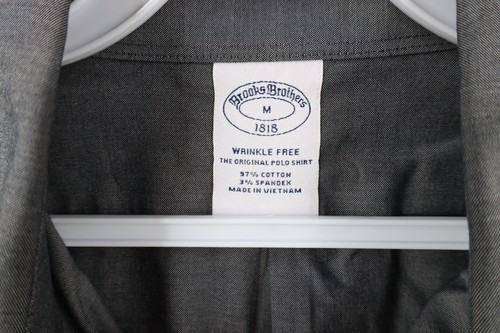 Brooks Brothers
M
1818
WRINKLE FREE
THE ORIGINAL POLO SHIRT
97% COTTON
3% SPANDEX
MADE IN VIETNAM